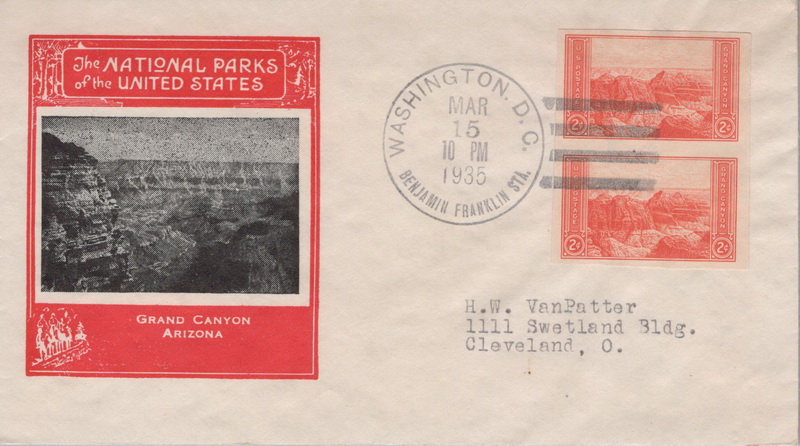 The NATIONAL PARKS
of the UNITED STATES
GRAND CANYON
ARIZONA
WASHINGTON, D.C.
MAR
15
10 PM
1935
BENJAMIN FRANKLIN STA.
U.S. POSTAGE
GRAND CANYON
2¢ 2¢
POSTAGE
GRAND CANYON
2¢ 2¢
H.W. VanPatter
1111 Swetland Bldg.
Cleveland, O.